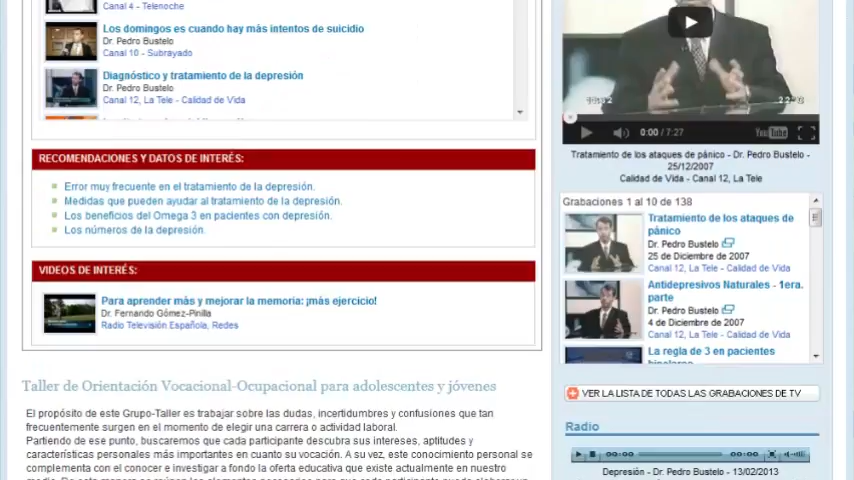 Canal 4 - Telenoche
Los domingos es cuando hay más intentos de suicidio
Dr. Pedro Bustelo
Canal 10 - Subrayado
Diagnóstico y tratamiento de la depresión
Dr. Pedro Bustelo
Canal 12, La Tele - Calidad de Vida
RECOMENDACIONES Y DATOS DE INTERÉS:
Error muy frecuente en el tratamiento de la depresión.
Medidas que pueden ayudar al tratamiento de la depresión.
Los beneficios del Omega 3 en pacientes con depresión.
Los números de la depresión
VIDEOS DE INTERÉS:
Para aprender más y mejorar la memoria: ¡más ejercicio!
Dr. Fernando Gómez-Pinilla
Radio Televisión Española, Redes
Taller de Orientación Vocacional-Ocupacional para adolescentes y jóvenes
El propósito de este Grupo-Taller es trabajar sobre las dudas, incertidumbres y confusiones que tan
frecuentemente surgen en el momento de elegir una carrera o actividad laboral.
Partiendo de ese punto, buscaremos que cada participante descubra sus intereses, aptitudes y
características personales más importantes en cuanto su vocación. A su vez, este conocimiento personal se
complementa con el conocer e investigar a fondo la oferta educativa que existe actualmente en nuestro
0:00 / 7:27
YouTube
Tratamiento de los ataques de pánico - Dr. Pedro Bustelo -
25/12/2007
Calidad de Vida - Canal 12, La Tele
Grabaciones 1 al 10 de 138
Tratamiento de los ataques de
pánico
Dr. Pedro Bustelo
25 de Diciembre de 2007
Canal 12, La Tele - Calidad de Vida
Antidepresivos Naturales - 1era.
parte
Dr. Pedro Bustelo
4 de Diciembre de 2007
Canal 12, La Tele - Calidad de Vida
La regla de 3 en pacientes
VER LA LISTA DE TODAS LAS GRABACIONES DE TV
Radio
00:00 00:00
Depresión - Dr. Pedro Bustelo - 13/02/2013